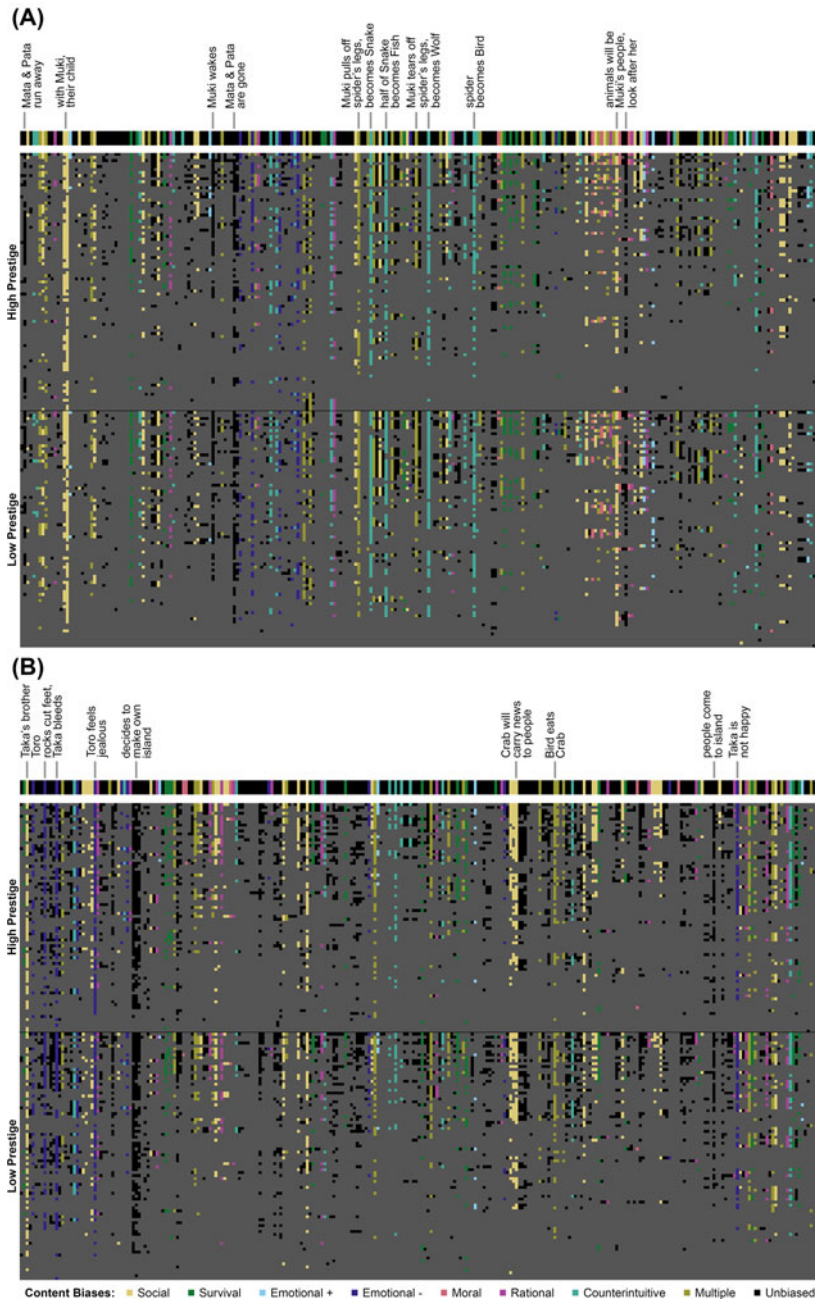 (A)
Mata & Pata
run away
with Muki,
their child
Muki wakes
Mata & Pata
are gone
Muki pulls off
spider's legs,
becomes Snake
half of Snake
becomes Fish
Muki tears off
spider's legs,
becomes Wolf
spider
becomes Bird
animals will be
Muki's people,
look after her
High Prestige
Low Prestige
(B)
Taka's brother
Toro
rocks cut feet,
Taka bleeds
Toro feels
jealous
decides to
make own
island
Crab will
carry news
to people
Bird eats
Crab
people come
to island
Taka is
not happy
High Prestige
Low Prestige
Content Biases: Social Survival Emotional + Emotional - Moral Rational Counterintuitive Multiple Unbiased